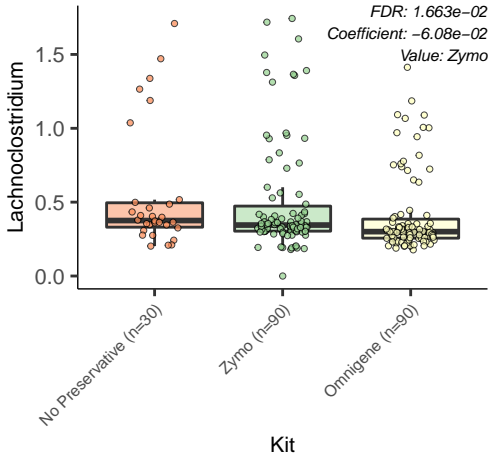 FDR: 1.663e−02
Coefficient: −6.08e−02
Value: Zymo
Lachnoclostridium
1.5
1.0
0.5
0.0
No Preservative (n=30)
Zymo (n=90)
Omnigene (n=90)
Kit